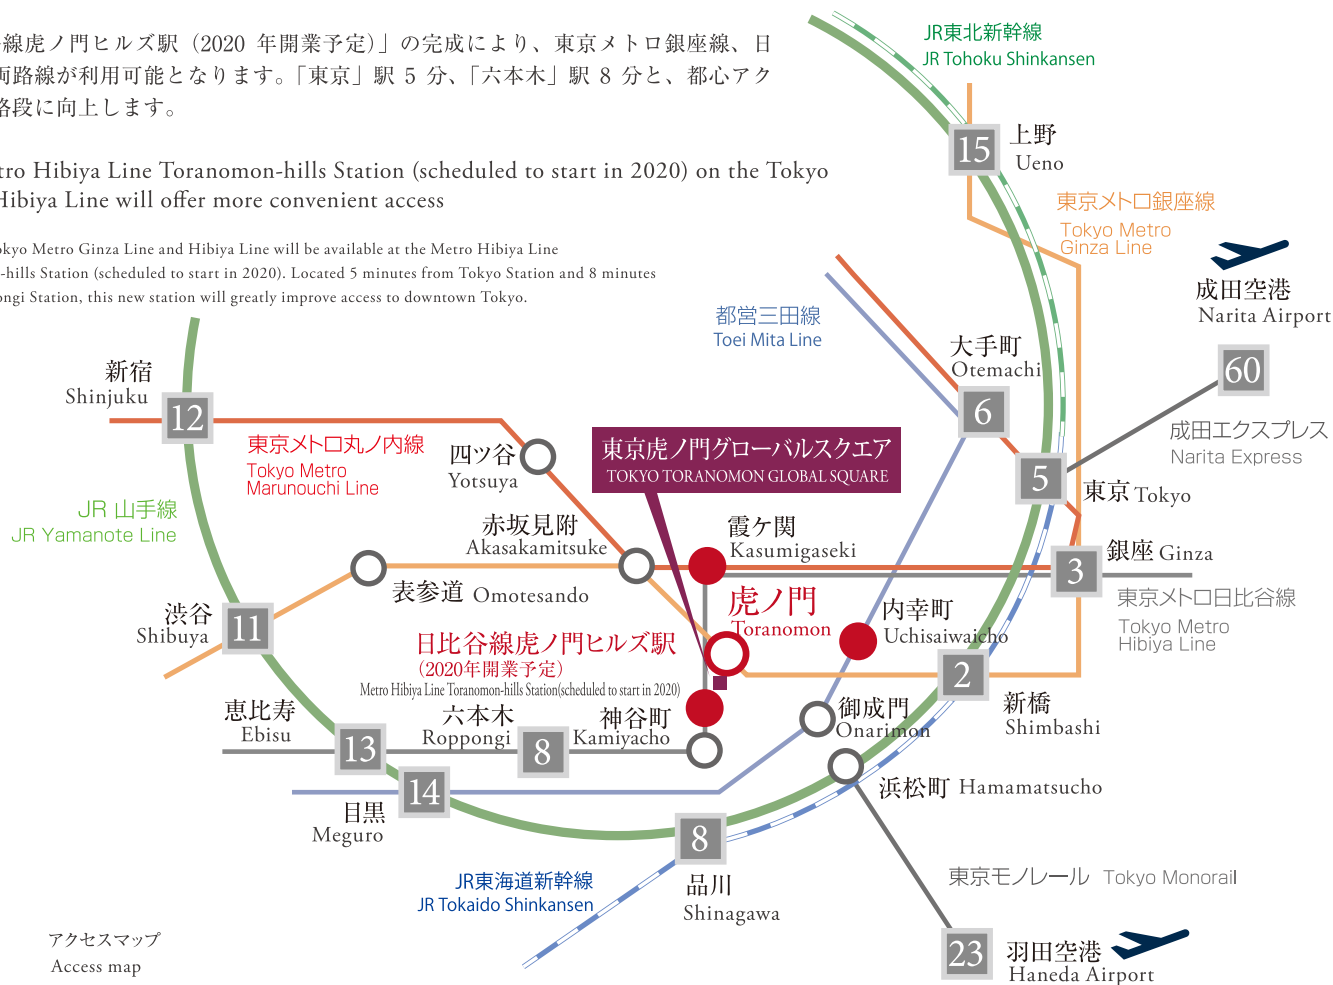 線虎ノ門ヒルズ駅（2020 年開業予定）」の完成により、東京メトロ銀座線、日
両路線が利用可能となります。「東京」駅 5 分、「六本木」駅 8 分と、都心アク
格段に向上します。
tro Hibiya Line Toranomon-hills Station (scheduled to start in 2020) on the Tokyo
Hibiya Line will offer more convenient access
kyo Metro Ginza Line and Hibiya Line will be available at the Metro Hibiya Line
-hills Station (scheduled to start in 2020). Located 5 minutes from Tokyo Station and 8 minutes
ongi Station, this new station will greatly improve access to downtown Tokyo.
JR東北新幹線
JR Tohoku Shinkansen
15
上野
Ueno
東京メトロ銀座線
Tokyo Metro
Ginza Line
成田空港
Narita Airport
60
都営三田線
Toei Mita Line
大手町
Otemachi
6
新宿
Shinjuku
12
東京メトロ丸ノ内線
Tokyo Metro
Marunouchi Line
四ツ谷
Yotsuya
東京虎ノ門グローバルスクエア
TOKYO TORANOMON GLOBAL SQUARE
成田エクスプレス
Narita Express
5
東京 Tokyo
JR 山手線
JR Yamanote Line
赤坂見附
Akasakamitsuke
霞ケ関
Kasumigaseki
銀座 Ginza
3
表参道 Omotesando
虎ノ門
Toranomon
内幸町
Uchisaiwaicho
東京メトロ日比谷線
Tokyo Metro
Hibiya Line
渋谷
Shibuya
11
日比谷線虎ノ門ヒルズ駅
（2020年開業予定）
Metro Hibiya Line Toranomon-hills Station(scheduled to start in 2020)
2
新橋
Shimbashi
恵比寿
Ebisu
13
六本木
Roppongi
8
神谷町
Kamiyacho
御成門
Onarimon
14
目黒
Meguro
浜松町 Hamamatsucho
8
品川
Shinagawa
JR東海道新幹線
JR Tokaido Shinkansen
東京モノレール Tokyo Monorail
23
羽田空港
Haneda Airport
アクセスマップ
Access map